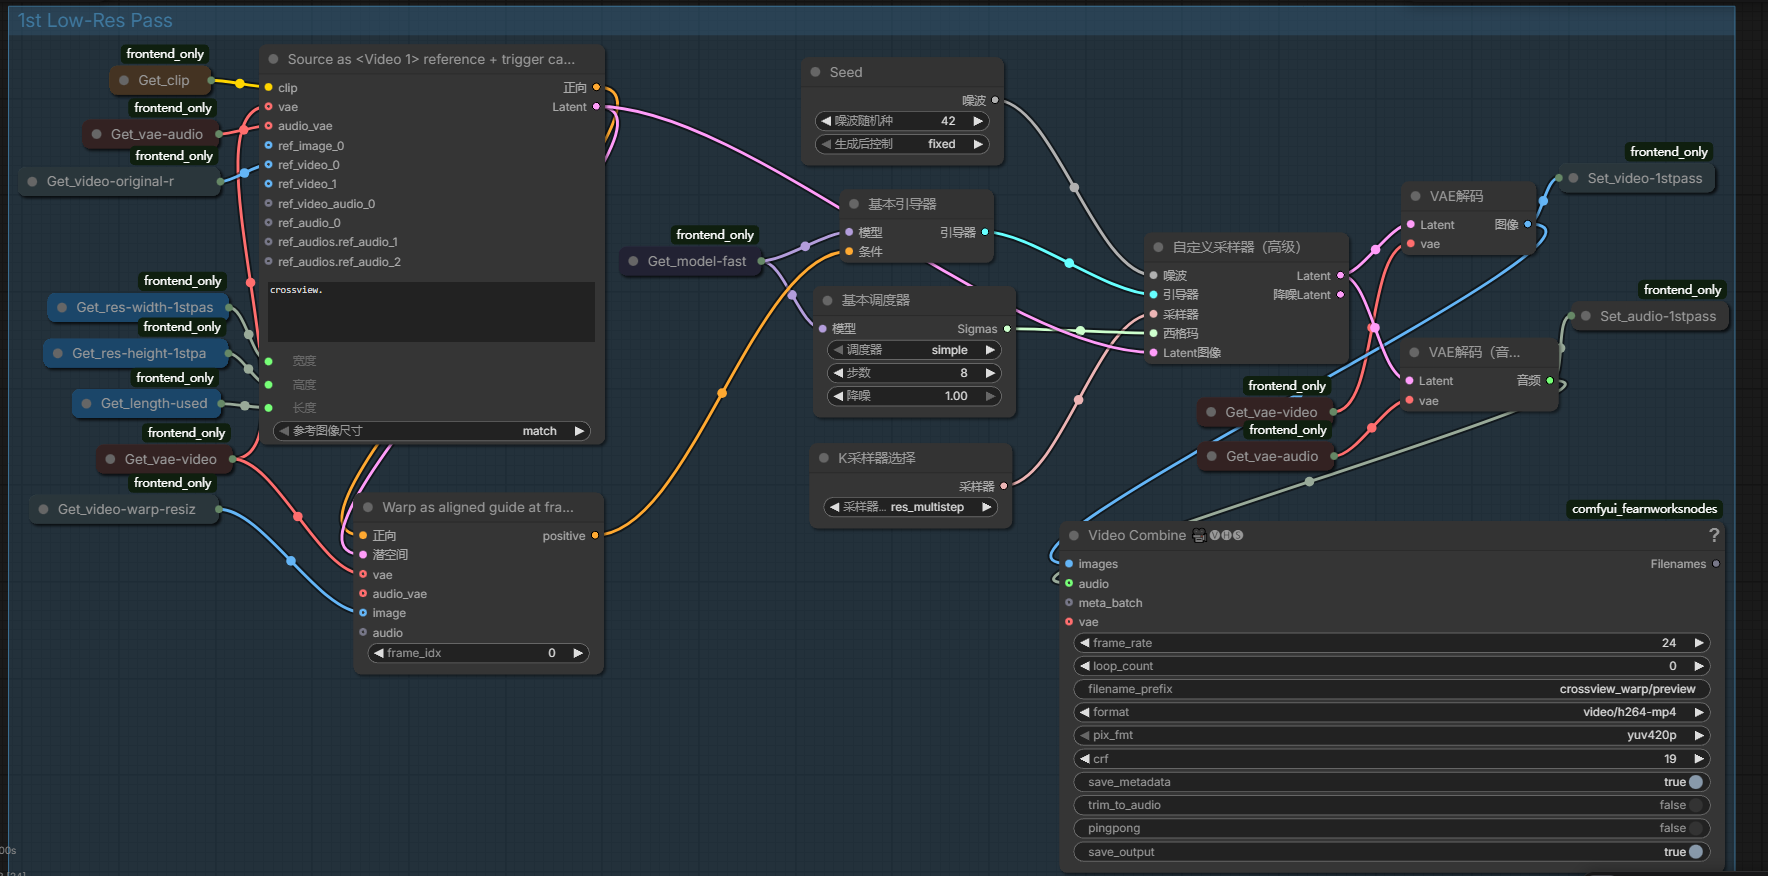 1st Low-Res Pass
frontend_only
Get_clip
frontend_only
Get_vae-audio
frontend_only
Get_video-original-r
frontend_only
Get_res-width-1stpas
frontend_only
Get_res-height-1stpa
frontend_only
Get_length-used
frontend_only
Get_vae-video
frontend_only
Get_video-warp-resiz
Source as <Video 1> reference + trigger ca...
clip
正向
vae
Latent
audio_vae
ref_image_0
ref_video_0
ref_video_1
ref_video_audio_0
ref_audio_0
ref_audios.ref_audio_1
ref_audios.ref_audio_2
crossview.
宽度
高度
长度
参考图像尺寸 match
Warp as aligned guide at fra...
正向
positive
潜空间
vae
audio_vae
image
audio
frame_idx 0
frontend_only
Get_model-fast
Seed
噪波
噪波随机种 42
生成后控制 fixed
基本引导器
模型
引导器
条件
基本调度器
模型
Sigmas
调度器 simple
步数 8
降噪 1.00
K采样器选择
采样器
采样器... res_multistep
自定义采样器（高级）
噪波
Latent
引导器
降噪Latent
采样器
西格玛
Latent图像
frontend_only
Get_vae-video
frontend_only
Get_vae-audio
VAE解码
Latent
图像
vae
VAE解码（音...
Latent
音频
vae
frontend_only
Set_video-1stpass
frontend_only
Set_audio-1stpass
comfyui_fearnworksnodes
Video Combine VHS
?
images
Filenames
audio
meta_batch
vae
frame_rate 24
loop_count 0
filename_prefix crossview_warp/preview
format video/h264-mp4
pix_fmt yuv420p
crf 19
save_metadata true
trim_to_audio false
pingpong false
save_output true
00s